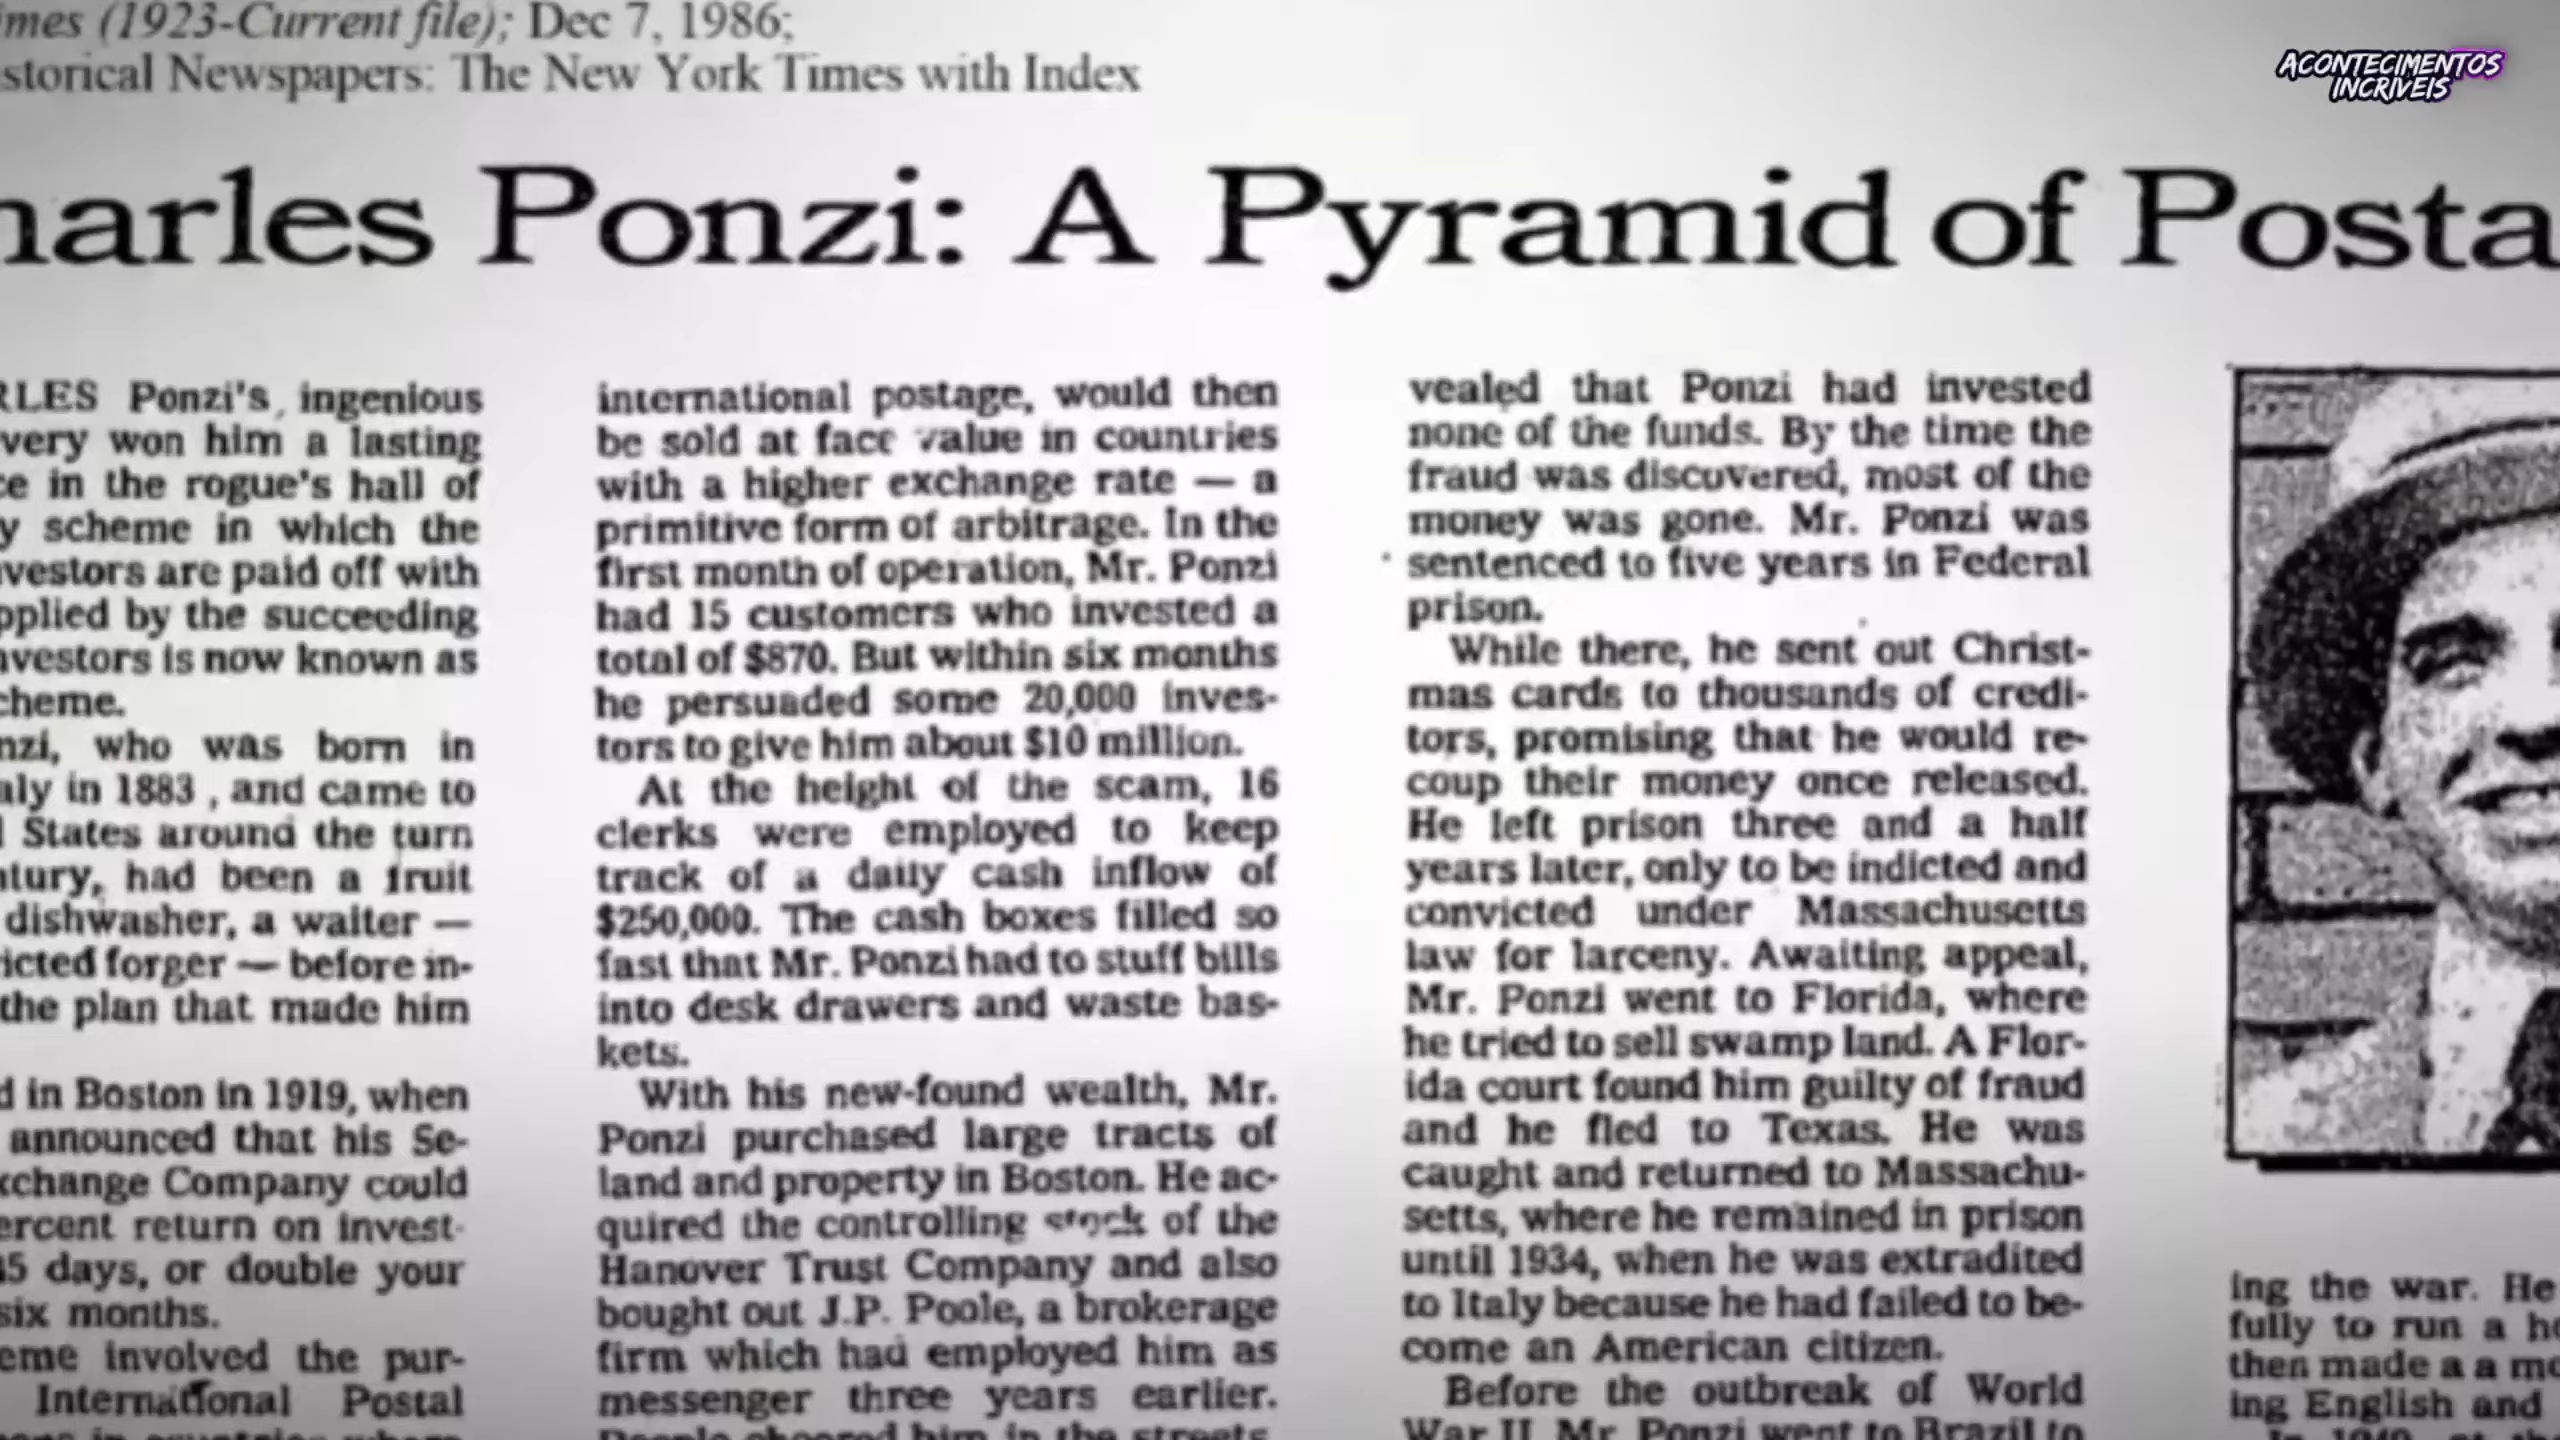 mes (1923-Current file); Dec 7, 1986;
storical Newspapers: The New York Times with Index
ACONTECIMENTOS
INCRÍVEIS
harles Ponzi: A Pyramid of Posta
RLES Ponzi's, ingenious
very won him a lasting
ce in the rogue's hall of
y scheme in which the
nvestors are paid off with
pplied by the succeeding
nvestors is now known as
cheme.
nzi, who was born in
aly in 1883 , and came to
d States around the turn
ntury, had been a fruit
dishwasher, a waiter —
icted forger — before in-
the plan that made him
d in Boston in 1919, when
announced that his Se-
xchange Company could
ercent return on invest-
45 days, or double your
six months.
eme involved the pur-
International Postal
international postage, would then
be sold at face value in countries
with a higher exchange rate — a
primitive form of arbitrage. In the
first month of operation, Mr. Ponzi
had 15 customers who invested a
total of $870. But within six months
he persuaded some 20,000 inves-
tors to give him about $10 million.
At the height of the scam, 16
clerks were employed to keep
track of a daily cash inflow of
$250,000. The cash boxes filled so
fast that Mr. Ponzi had to stuff bills
into desk drawers and waste bas-
kets.
With his new-found wealth, Mr.
Ponzi purchased large tracts of
land and property in Boston. He ac-
quired the controlling stock of the
Hanover Trust Company and also
bought out J.P. Poole, a brokerage
firm which had employed him as
messenger three years earlier.
People cheered him in the streets.
vealed that Ponzi had invested
none of the funds. By the time the
fraud was discovered, most of the
money was gone. Mr. Ponzi was
sentenced to five years in Federal
prison.
While there, he sent out Christ-
mas cards to thousands of credi-
tors, promising that he would re-
coup their money once released.
He left prison three and a half
years later, only to be indicted and
convicted under Massachusetts
law for larceny. Awaiting appeal,
Mr. Ponzi went to Florida, where
he tried to sell swamp land. A Flor-
ida court found him guilty of fraud
and he fled to Texas. He was
caught and returned to Massachu-
setts, where he remained in prison
until 1934, when he was extradited
to Italy because he had failed to be-
come an American citizen.
Before the outbreak of World
War II, Mr. Ponzi went to Brazil to
ing the war. He
fully to run a ho
then made a a mo
ing English and